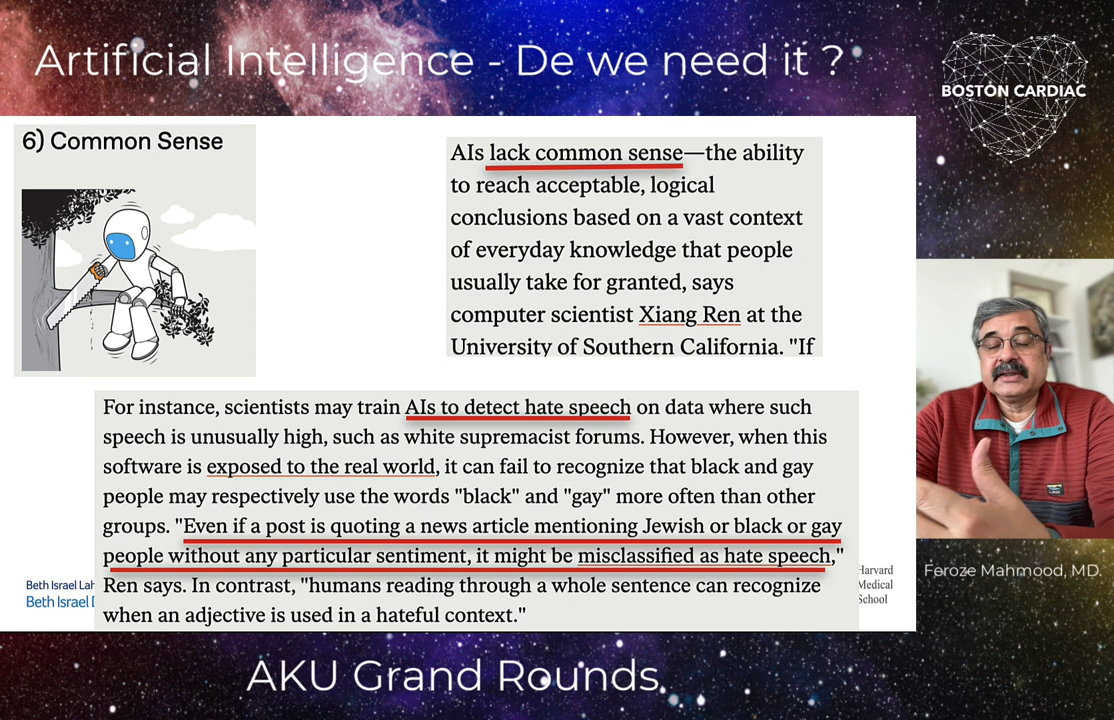 Artificial Intelligence - De we need it ?
BOSTON CARDIAC
6) Common Sense
AIs lack common sense—the ability
to reach acceptable, logical
conclusions based on a vast context
of everyday knowledge that people
usually take for granted, says
computer scientist Xiang Ren at the
University of Southern California. "If
For instance, scientists may train AIs to detect hate speech on data where such
speech is unusually high, such as white supremacist forums. However, when this
software is exposed to the real world, it can fail to recognize that black and gay
people may respectively use the words "black" and "gay" more often than other
groups. "Even if a post is quoting a news article mentioning Jewish or black or gay
people without any particular sentiment, it might be misclassified as hate speech,"
Ren says. In contrast, "humans reading through a whole sentence can recognize
when an adjective is used in a hateful context."
Beth Israel Lah
Beth Israel D
Harvard
Medical
School
Feroze Mahmood, MD.
AKU Grand Rounds